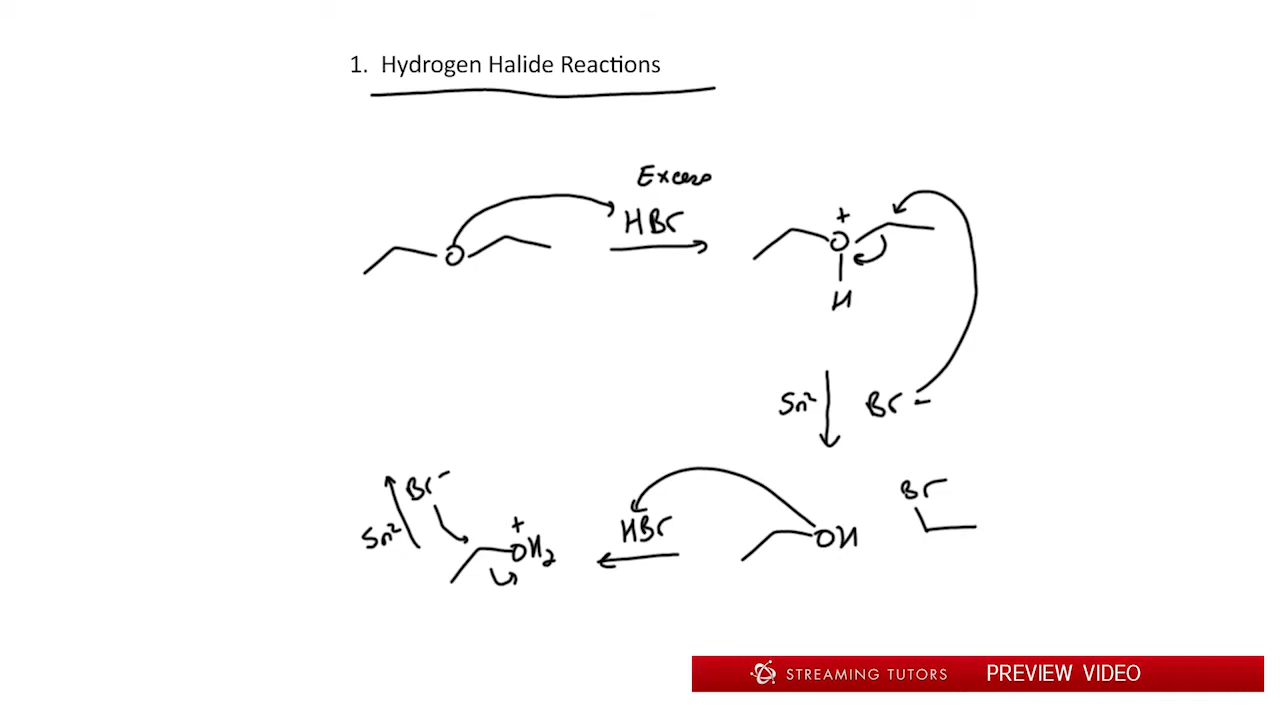 1. Hydrogen Halide Reactions
Excess
HBr
O
+
O
H
Sn²
Br -
Br
OH
HBr
Br -
Sn²
+
OH₂
STREAMING TUTORS PREVIEW VIDEO